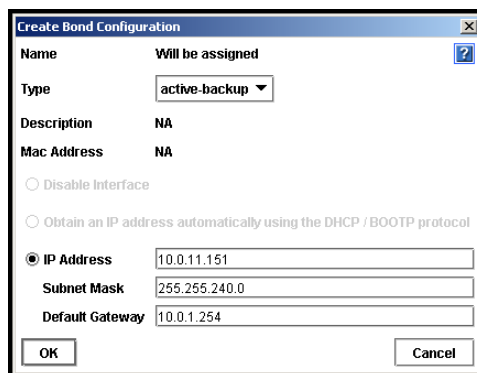 Create Bond Configuration
Name Will be assigned ?
Type active-backup
Description NA
Mac Address NA
Disable Interface
Obtain an IP address automatically using the DHCP / BOOTP protocol
IP Address 10.0.11.151
Subnet Mask 255.255.240.0
Default Gateway 10.0.1.254
OK Cancel